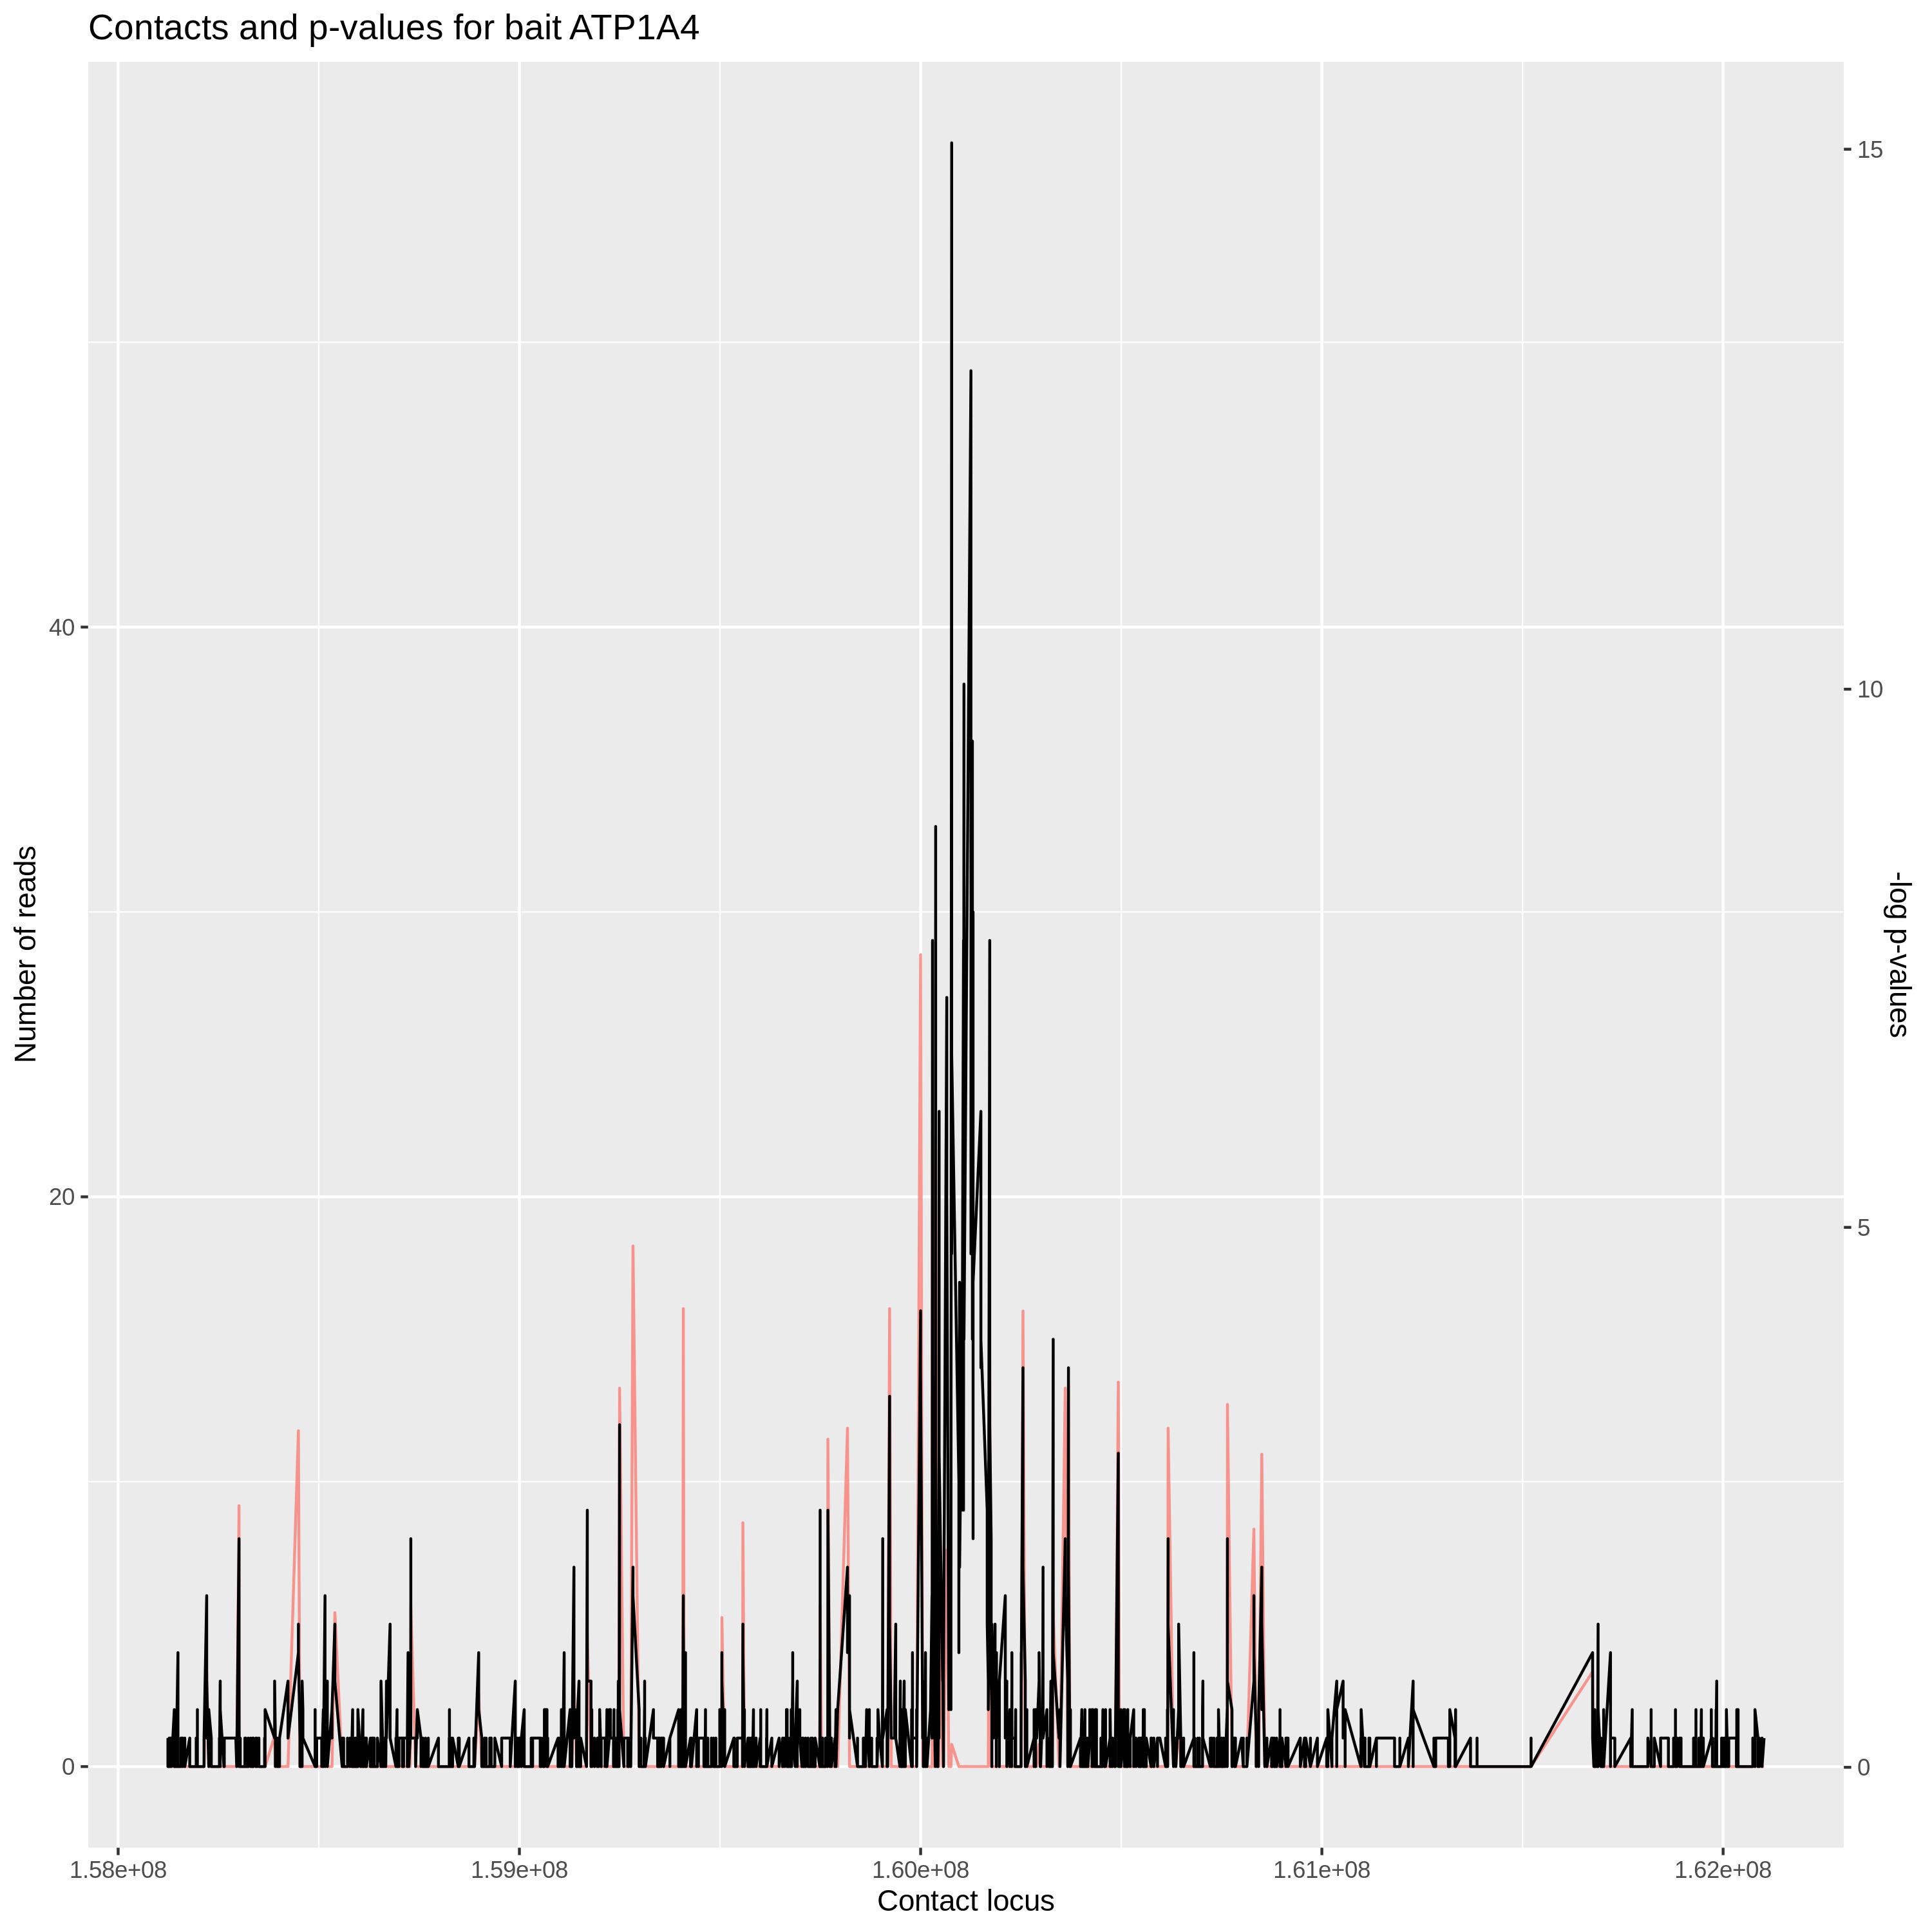 Contacts and p-values for bait ATP1A4
Number of reads
40
20
0
15
10
5
0
-log p-values
1.58e+08
1.59e+08
1.60e+08
1.61e+08
1.62e+08
Contact locus